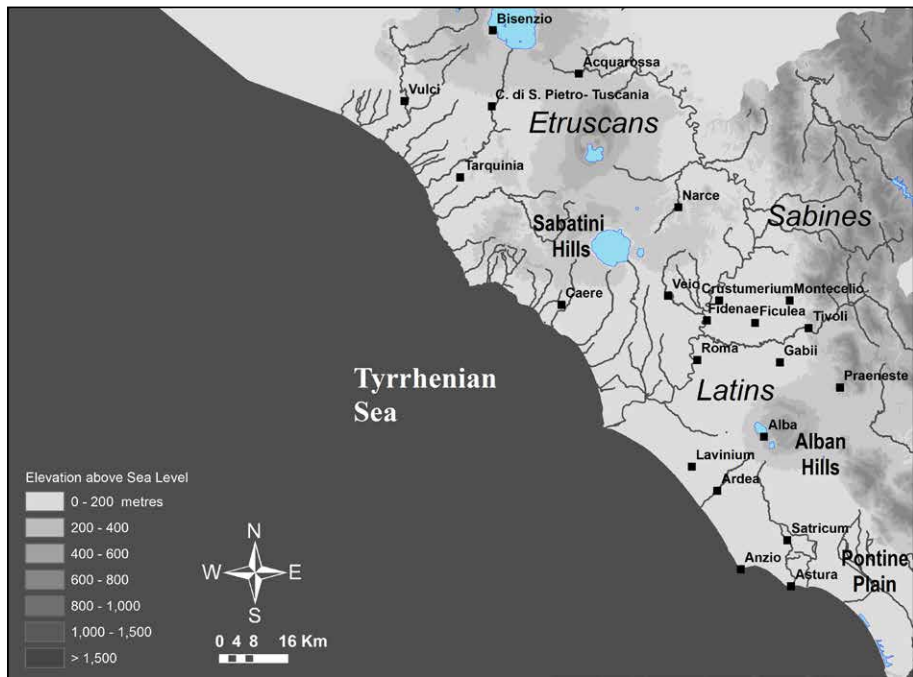 Bisenzio
Acquarossa
Vulci
C. di S. Pietro- Tuscania
Etruscans
Tarquinia
Narce
Sabines
Sabatini
Hills
Veio
Crustumerium
Montecelio
Caere
Fidenae
Ficulea
Tivoli
Roma
Gabii
Tyrrhenian
Sea
Praeneste
Latins
Alba
Alban
Hills
Lavinium
Ardea
Elevation above Sea Level
0 - 200 metres
200 - 400
400 - 600
600 - 800
800 - 1,000
1,000 - 1,500
> 1,500
N
W E
S
0 4 8 16 Km
Satricum
Anzio
Astura
Pontine
Plain